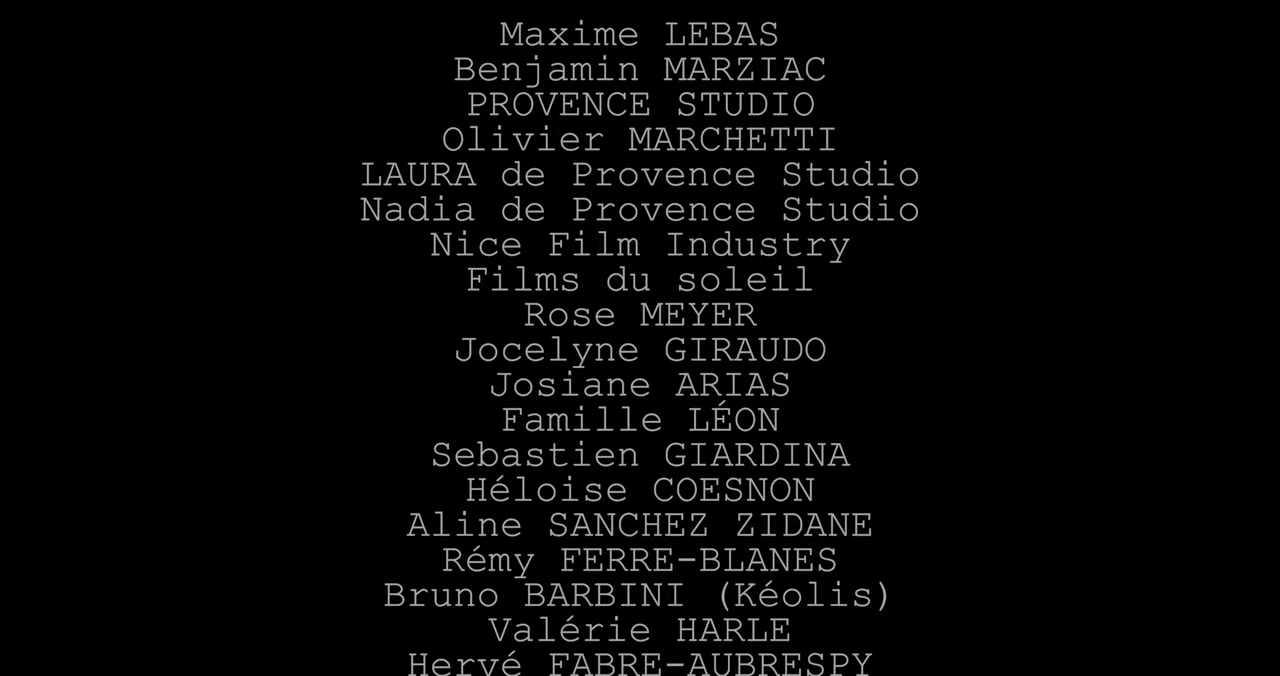 Maxime LEBAS
Benjamin MARZIAC
PROVENCE STUDIO
Olivier MARCHETTI
LAURA de Provence Studio
Nadia de Provence Studio
Nice Film Industry
Films du soleil
Rose MEYER
Jocelyne GIRAUDO
Josiane ARIAS
Famille LÉON
Sebastien GIARDINA
Héloise COESNON
Aline SANCHEZ ZIDANE
Rémy FERRE-BLANES
Bruno BARBINI (Kéolis)
Valérie HARLE
Hervé FABRE-AUBRESPY